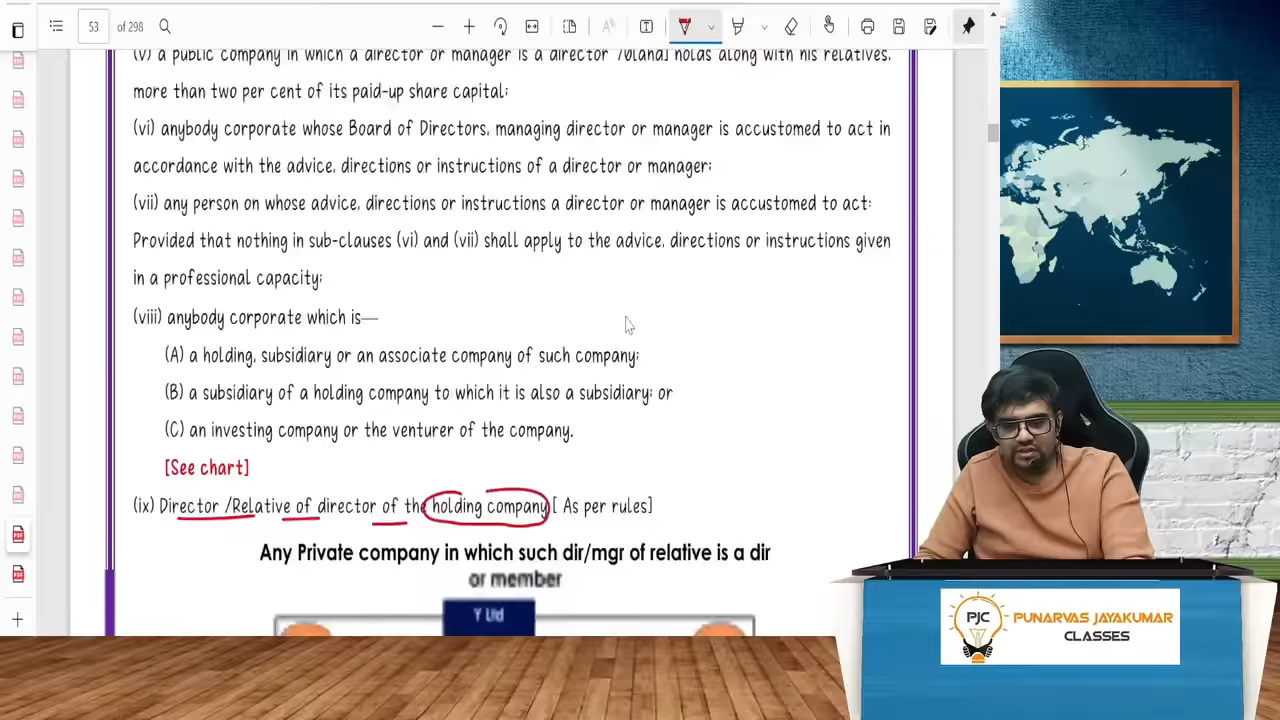 53 of 298
(v) a public company in which a director or manager is a director holds along with his relatives,
more than two per cent of its paid-up share capital;
(vi) anybody corporate whose Board of Directors, managing director or manager is accustomed to act in
accordance with the advice, directions or instructions of a director or manager;
(vii) any person on whose advice, directions or instructions a director or manager is accustomed to act:
Provided that nothing in sub-clauses (vi) and (vii) shall apply to the advice, directions or instructions given
in a professional capacity;
(viii) anybody corporate which is—
(A) a holding, subsidiary or an associate company of such company;
(B) a subsidiary of a holding company to which it is also a subsidiary; or
(C) an investing company or the venturer of the company.
[See chart]
(ix) Director /Relative of director of the holding company [ As per rules]
Any Private company in which such dir/mgr of relative is a dir
or member
Y Ltd
PJC
PUNARVAS JAYAKUMAR
CLASSES